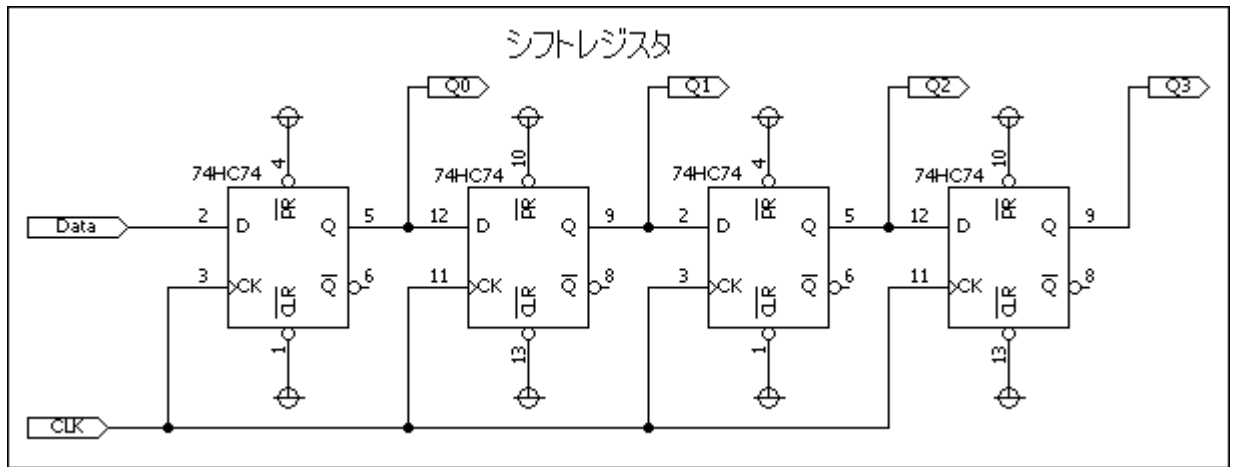 シフトレジスタ
Q0 Q1 Q2 Q3
4 10 4 10
74HC74 74HC74 74HC74 74HC74
PR PR PR PR
Data 2 D Q 5 12 D Q 9 2 D Q 5 12 D Q 9
3 CK Q 6 11 CK Q 8 3 CK Q 6 11 CK Q 8
CLR CLR CLR CLR
1 13 1 13
CLK